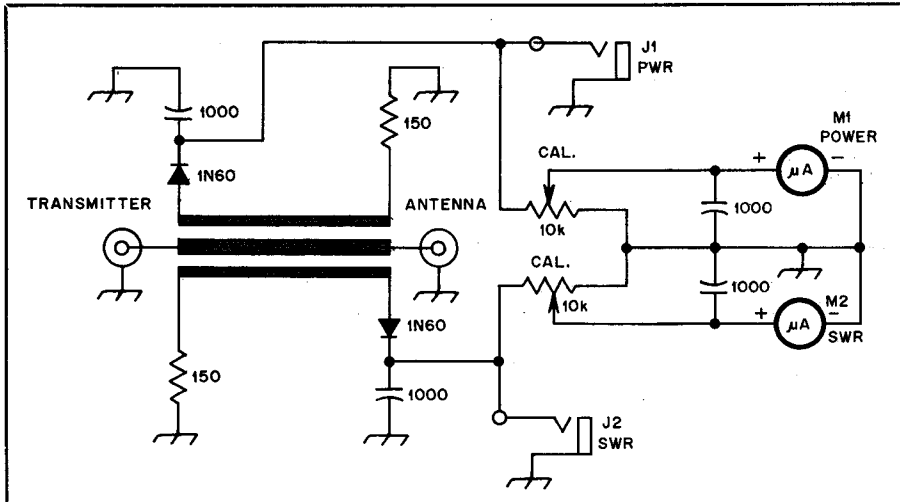 J1
PWR
1000
150
M1
POWER
CAL.
+
-
μA
1N60
TRANSMITTER
ANTENNA
1000
10k
CAL.
1N60
10k
1000
M2
+
-
μA
SWR
150
1000
J2
SWR